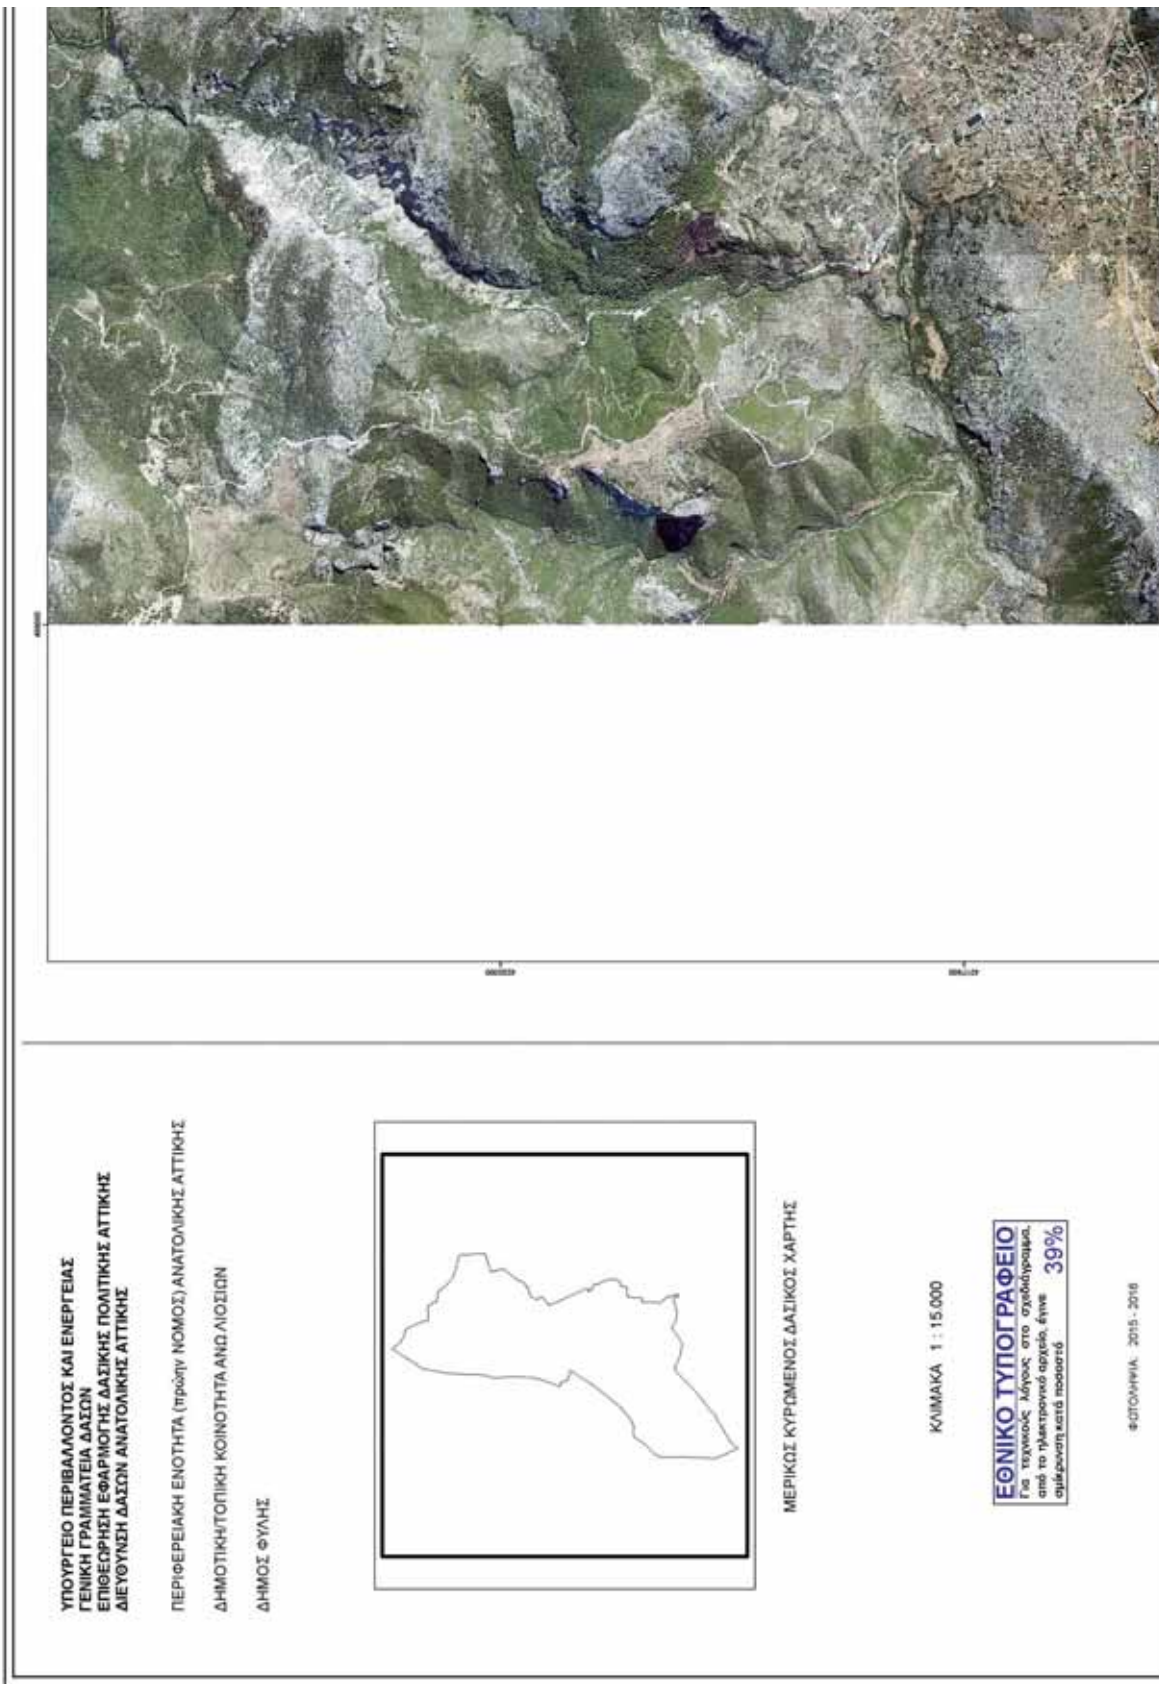 ΥΠΟΥΡΓΕΙΟ ΠΕΡΙΒΑΛΛΟΝΤΟΣ ΚΑΙ ΕΝΕΡΓΕΙΑΣ
ΓΕΝΙΚΗ ΓΡΑΜΜΑΤΕΙΑ ΔΑΣΩΝ
ΕΠΙΘΕΩΡΗΣΗ ΕΦΑΡΜΟΓΗΣ ΔΑΣΙΚΗΣ ΠΟΛΙΤΙΚΗΣ ΑΤΤΙΚΗΣ
ΔΙΕΥΘΥΝΣΗ ΔΑΣΩΝ ΑΝΑΤΟΛΙΚΗΣ ΑΤΤΙΚΗΣ
ΠΕΡΙΦΕΡΕΙΑΚΗ ΕΝΟΤΗΤΑ (πρώην ΝΟΜΟΣ) ΑΝΑΤΟΛΙΚΗΣ ΑΤΤΙΚΗΣ
ΔΗΜΟΤΙΚΗ/ΤΟΠΙΚΗ ΚΟΙΝΟΤΗΤΑ ΑΝΩ ΛΙΟΣΙΩΝ
ΔΗΜΟΣ ΦΥΛΗΣ
ΜΕΡΙΚΩΣ ΚΥΡΩΜΕΝΟΣ ΔΑΣΙΚΟΣ ΧΑΡΤΗΣ
ΚΛΙΜΑΚΑ 1 : 15.000
ΕΘΝΙΚΟ ΤΥΠΟΓΡΑΦΕΙΟ
Για τεχνικούς λόγους στο σχεδιάγραμμα,
από το ηλεκτρονικό αρχείο, έγινε
σμίκρυνση κατά ποσοστό 39%
ΦΩΤΟΛΗΨΙΑ: 2015 - 2016